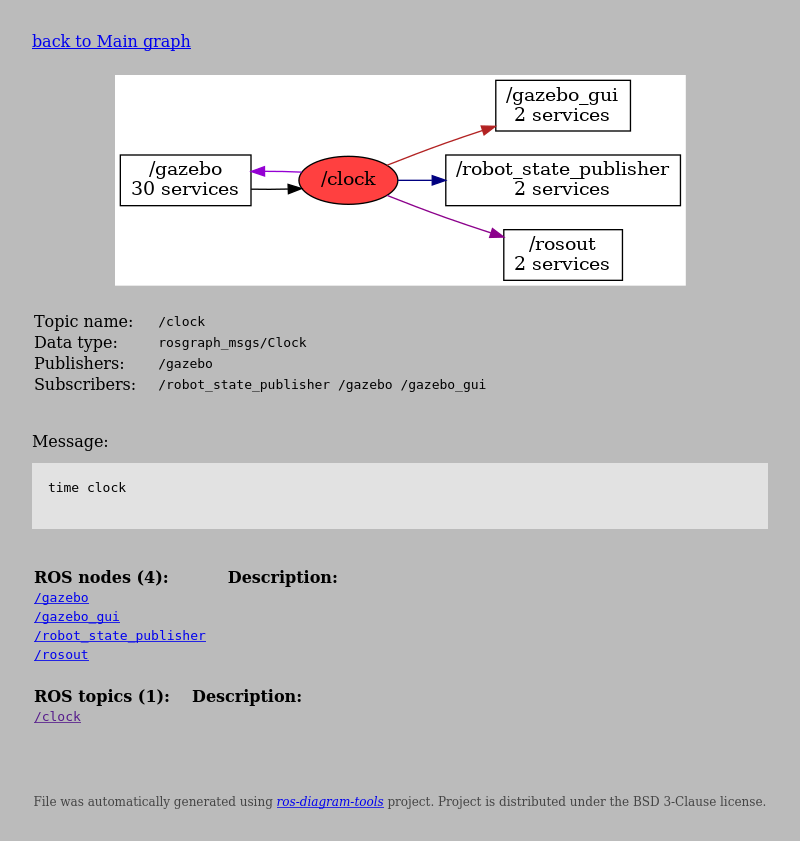 back to Main graph
/gazebo_gui
2 services
/gazebo
30 services
/clock
/robot_state_publisher
2 services
/rosout
2 services
Topic name: /clock
Data type: rosgraph_msgs/Clock
Publishers: /gazebo
Subscribers: /robot_state_publisher /gazebo /gazebo_gui
Message:
time clock
ROS nodes (4): Description:
/gazebo
/gazebo_gui
/robot_state_publisher
/rosout
ROS topics (1): Description:
/clock
File was automatically generated using ros-diagram-tools project. Project is distributed under the BSD 3-Clause license.